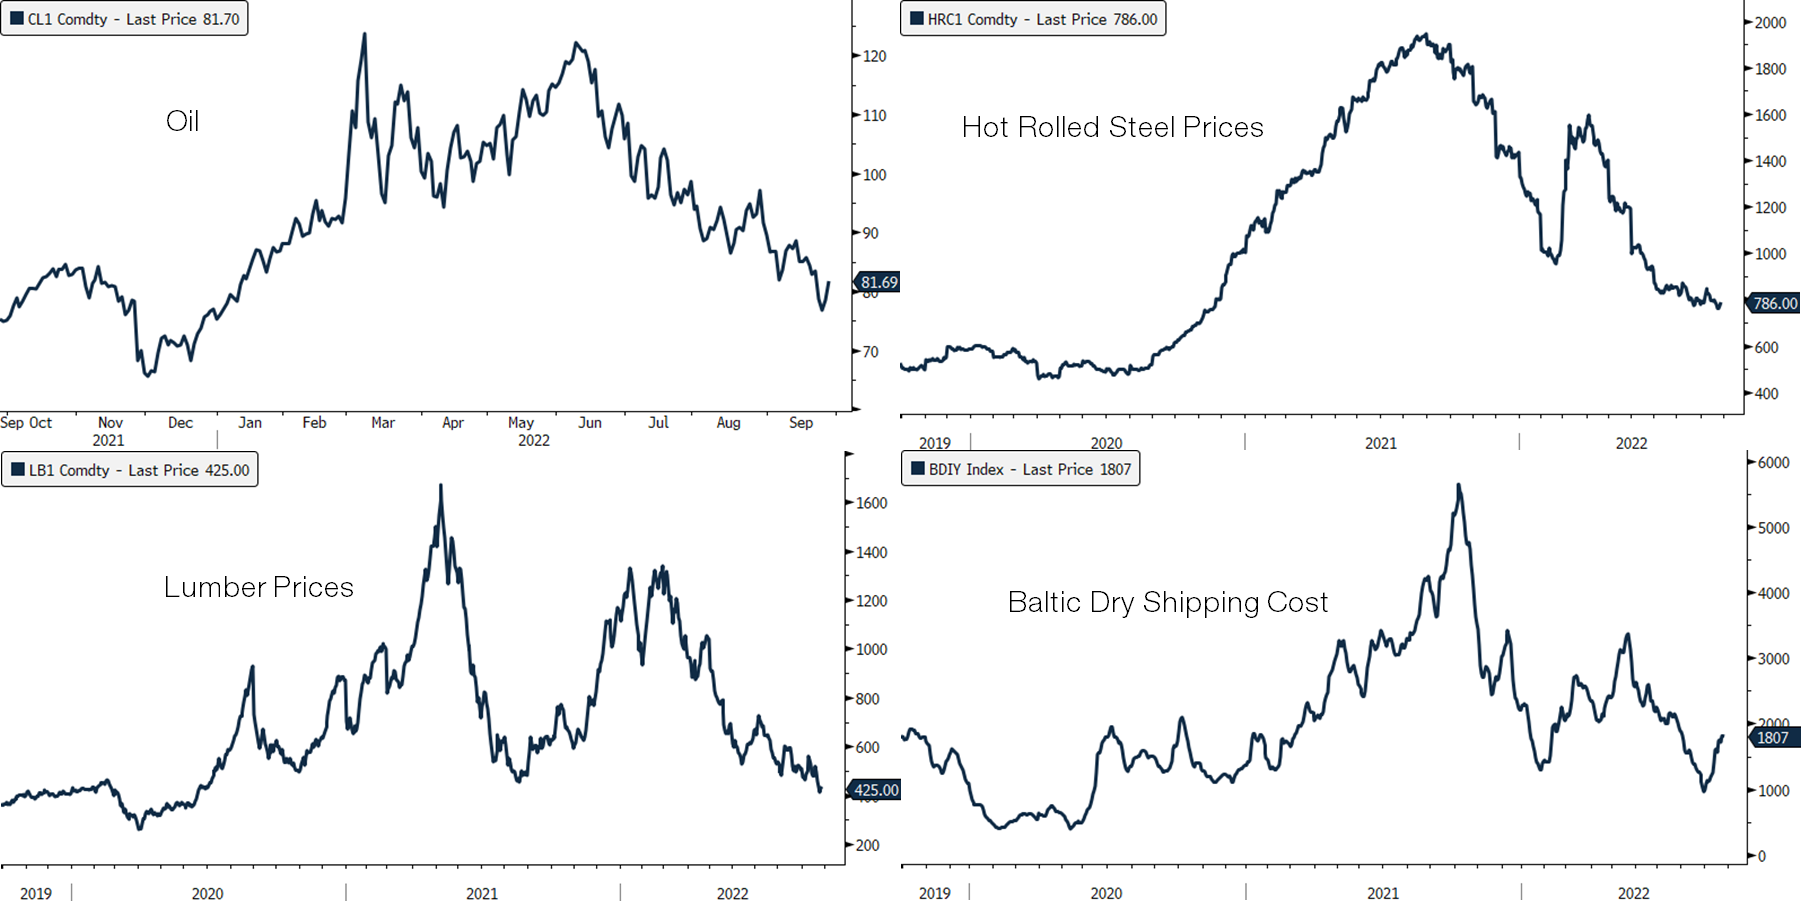 CL1 Comdty - Last Price 81.70
Oil
120
110
100
90
81.69
80
70
Sep Oct Nov Dec Jan Feb Mar Apr May Jun Jul Aug Sep
2021 2022
HRC1 Comdty - Last Price 786.00
Hot Rolled Steel Prices
2000
1800
1600
1400
1200
1000
786.00
600
400
2019 2020 2021 2022
LB1 Comdty - Last Price 425.00
Lumber Prices
1600
1400
1200
1000
800
600
425.00
200
2019 2020 2021 2022
BDIY Index - Last Price 1807
Baltic Dry Shipping Cost
6000
5000
4000
3000
2000
1807
1000
0
2019 2020 2021 2022